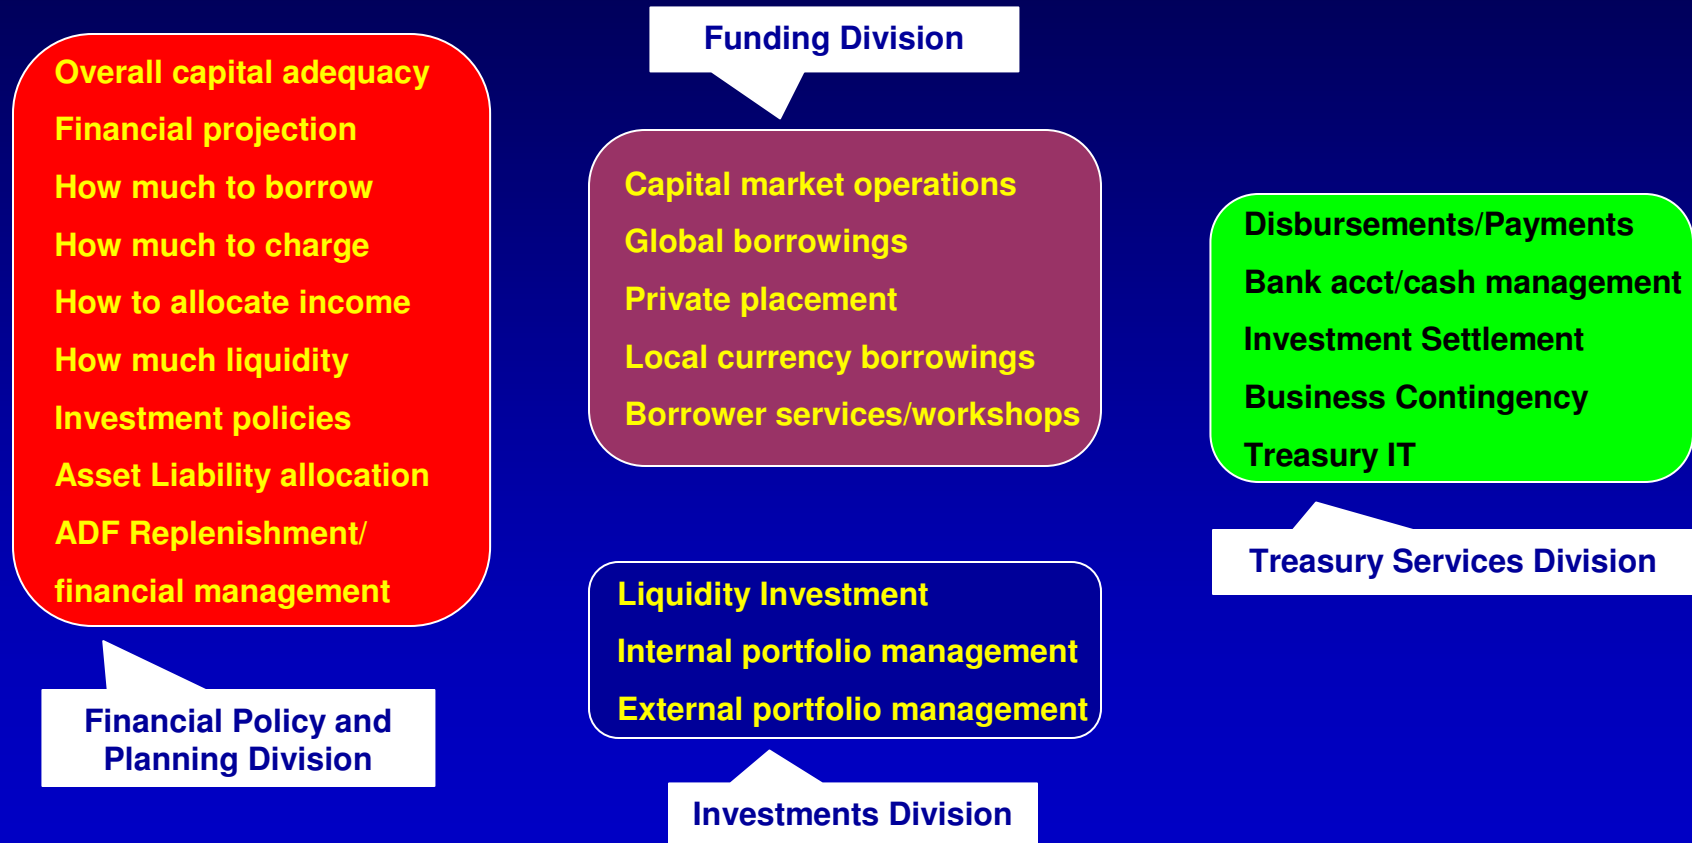 Overall capital adequacy
Financial projection
How much to borrow
How much to charge
How to allocate income
How much liquidity
Investment policies
Asset Liability allocation
ADF Replenishment/
financial management
Financial Policy and
Planning Division
Funding Division
Capital market operations
Global borrowings
Private placement
Local currency borrowings
Borrower services/workshops
Liquidity Investment
Internal portfolio management
External portfolio management
Investments Division
Disbursements/Payments
Bank acct/cash management
Investment Settlement
Business Contingency
Treasury IT
Treasury Services Division